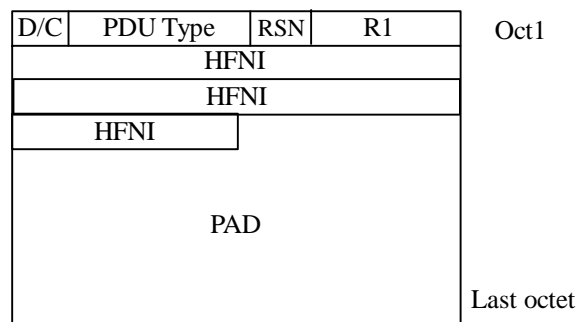 D/C PDU Type RSN R1 Oct1
HFNI
HFNI
HFNI
PAD
Last octet